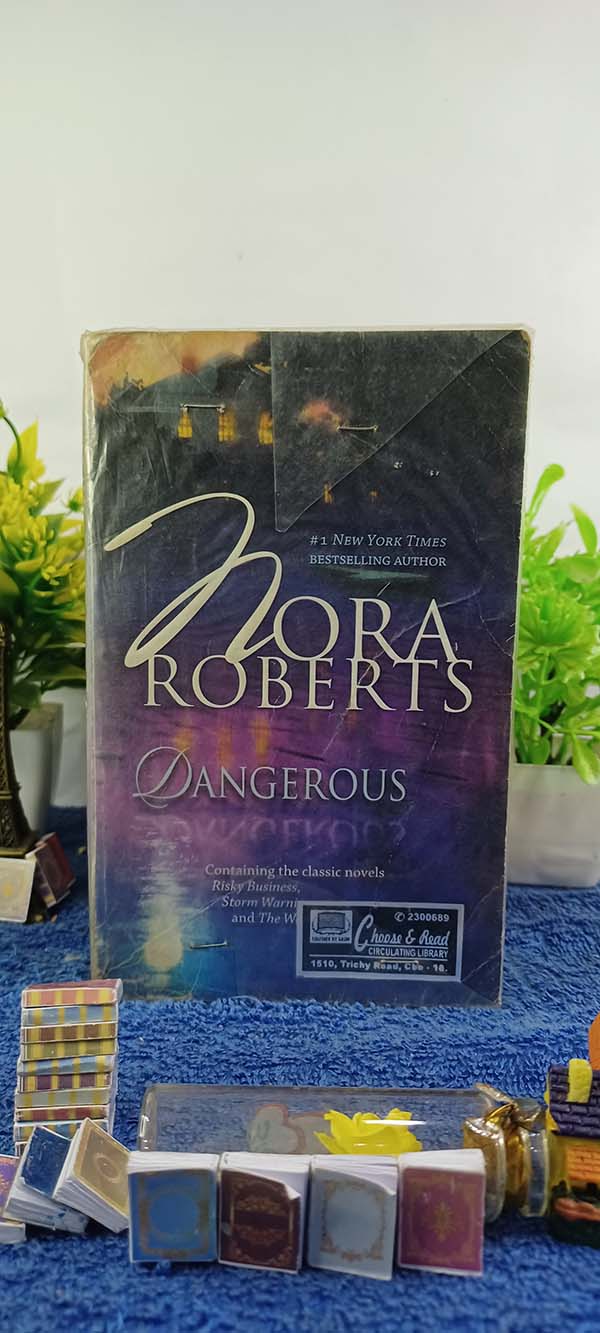 #1 New York Times
BESTSELLING AUTHOR
NORA
ROBERTS
DANGEROUS
Containing the classic novels
Risky Business,
Storm
and The
✆ 2300689
Choose & Read
CIRCULATING LIBRARY
1510, Trichy Road, Cbe - 18.